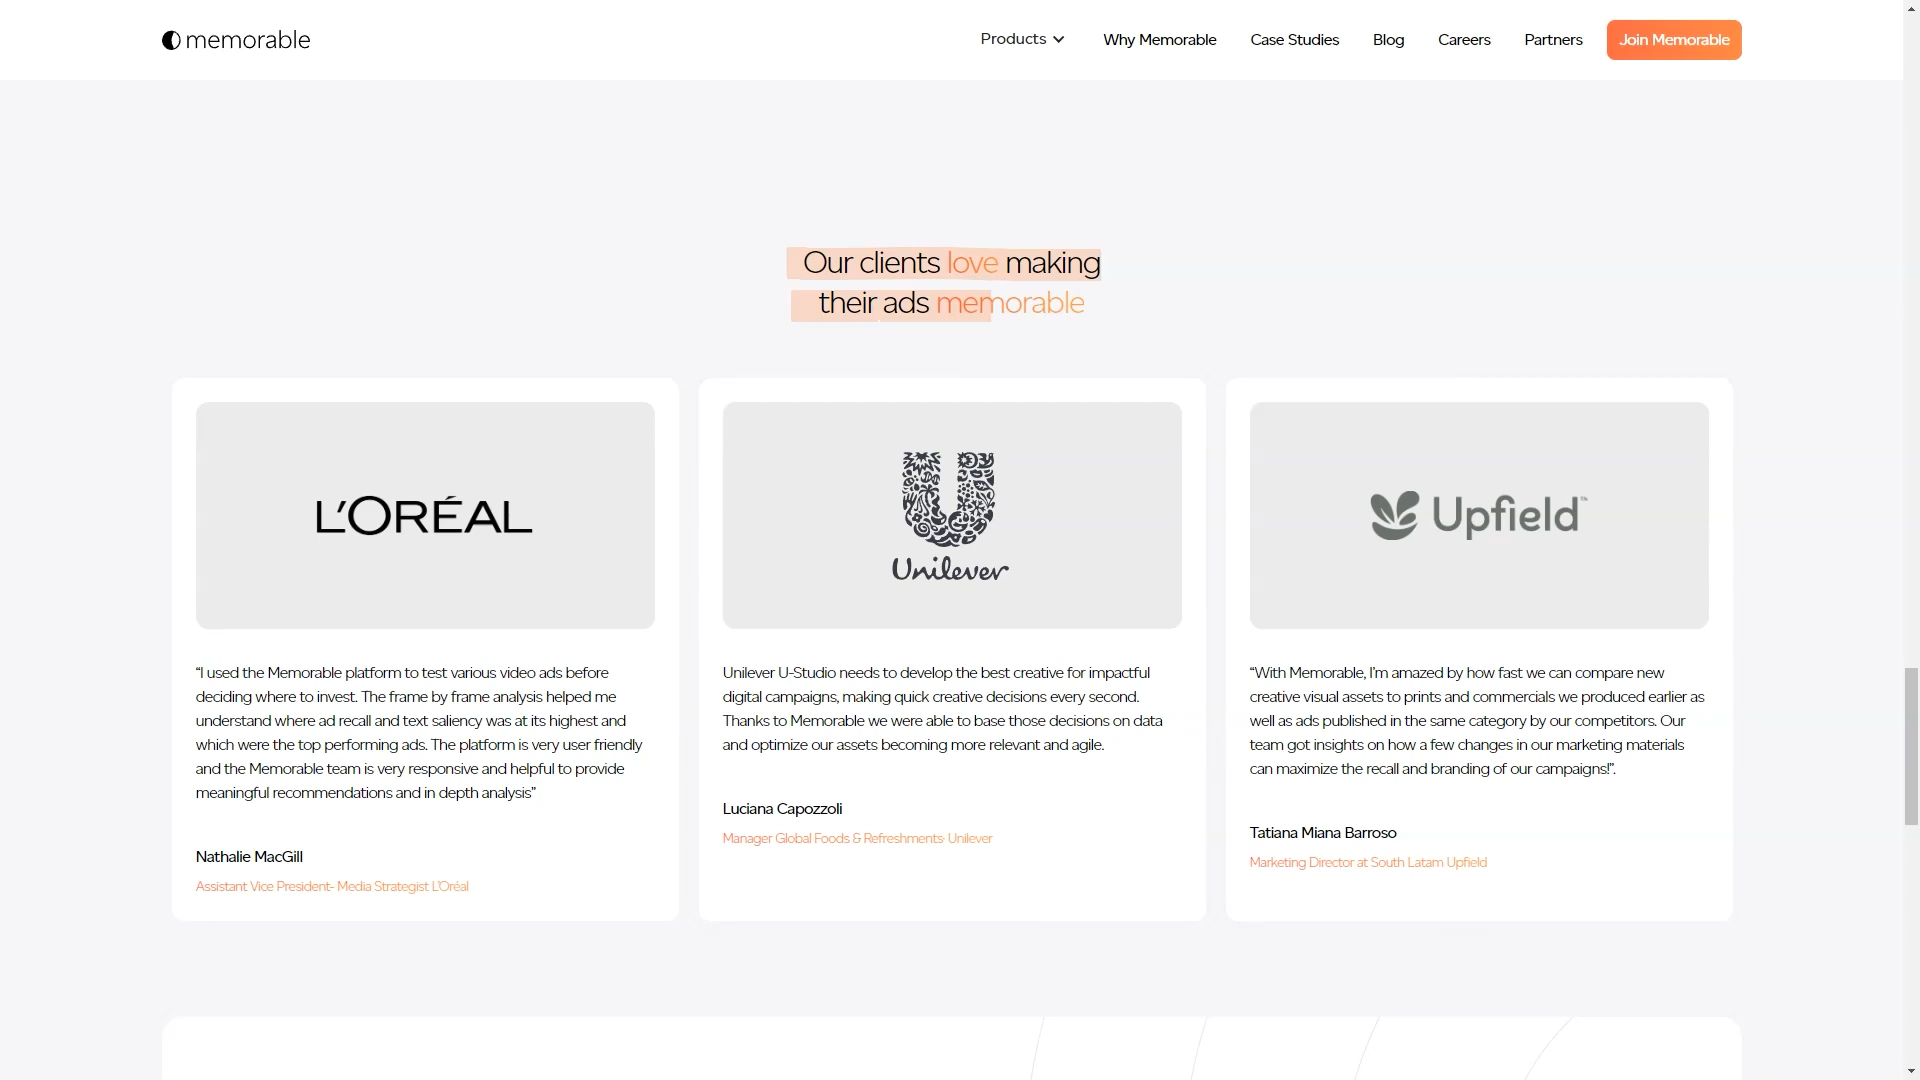 memorable
Products
Why Memorable
Case Studies
Blog
Careers
Partners
Join Memorable
Our clients love making
their ads memorable
L'ORÉAL
“I used the Memorable platform to test various video ads before
deciding where to invest. The frame by frame analysis helped me
understand where ad recall and text saliency was at its highest and
which were the top performing ads. The platform is very user friendly
and the Memorable team is very responsive and helpful to provide
meaningful recommendations and in depth analysis”
Nathalie MacGill
Assistant Vice President- Media Strategist L'Oréal
Unilever
Unilever U-Studio needs to develop the best creative for impactful
digital campaigns, making quick creative decisions every second.
Thanks to Memorable we were able to base those decisions on data
and optimize our assets becoming more relevant and agile.
Luciana Capozzoli
Manager Global Foods & Refreshments· Unilever
Upfield™
“With Memorable, I'm amazed by how fast we can compare new
creative visual assets to prints and commercials we produced earlier as
well as ads published in the same category by our competitors. Our
team got insights on how a few changes in our marketing materials
can maximize the recall and branding of our campaigns!”.
Tatiana Miana Barroso
Marketing Director at South Latam Upfield